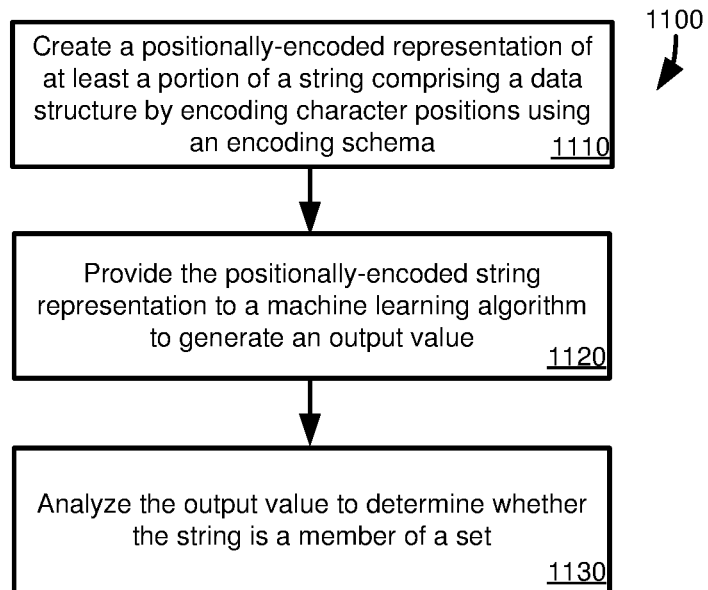 1100
Create a positionally-encoded representation of
at least a portion of a string comprising a data
structure by encoding character positions using
an encoding schema
1110
Provide the positionally-encoded string
representation to a machine learning algorithm
to generate an output value
1120
Analyze the output value to determine whether
the string is a member of a set
1130